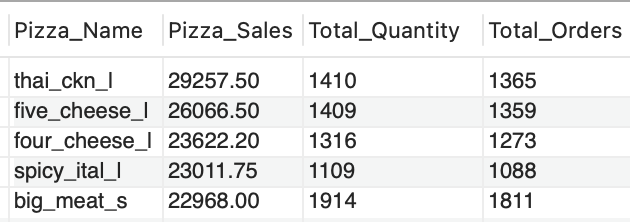 Pizza_Name Pizza_Sales Total_Quantity Total_Orders
thai_ckn_l 29257.50 1410 1365
five_cheese_l 26066.50 1409 1359
four_cheese_l 23622.20 1316 1273
spicy_ital_l 23011.75 1109 1088
big_meat_s 22968.00 1914 1811